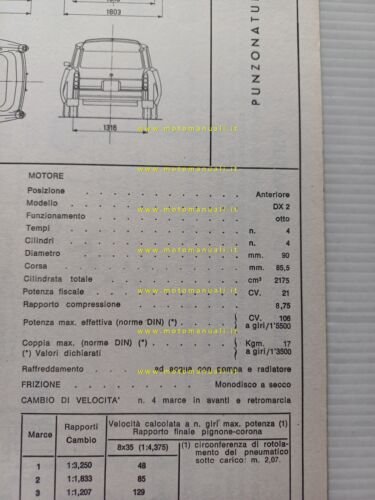 1803
PUNZONATU
1316
www.motomanuali.it
MOTORE
Posizione . . . . . . . . . . Anteriore
Modello . . . . . . . . . . DX 2
Funzionamento . . . . . . . . . . otto
Tempi . . . . . . . . . . n. 4
Cilindri . . . . . . . . . . n. 4
Diametro . . . . . . . . . . mm. 90
Corsa . . . . . . . . . . mm. 85,5
Cilindrata totale . . . . . . . . cm³ 2175
Potenza fiscale . . . . . . . . CV. 21
Rapporto compressione . . . . . . 8,75
Potenza max. effettiva (norme DIN) (*) . . . { CV. 106
a giri/1'5500
Coppia max. (norme DIN) (*) . . . . { Kgm. 17
(*) Valori dichiarati a giri/1'3500
Raffreddamento . . . ad acqua con pompa e radiatore
FRIZIONE . . . . . . . Monodisco a secco
CAMBIO DI VELOCITA' n. 4 marce in avanti e retromarcia
Marce
Rapporti
Cambio
Velocità calcolata a n. giri max. potenza (1)
Rapporto finale pignone-corona
8x35 (1:4,375)
(1) circonferenza di rotola-
mento del pneumatico
sotto carico: m. 2,07.
1 1:3,250 48
2 1:1,833 85
3 1:1,207 129